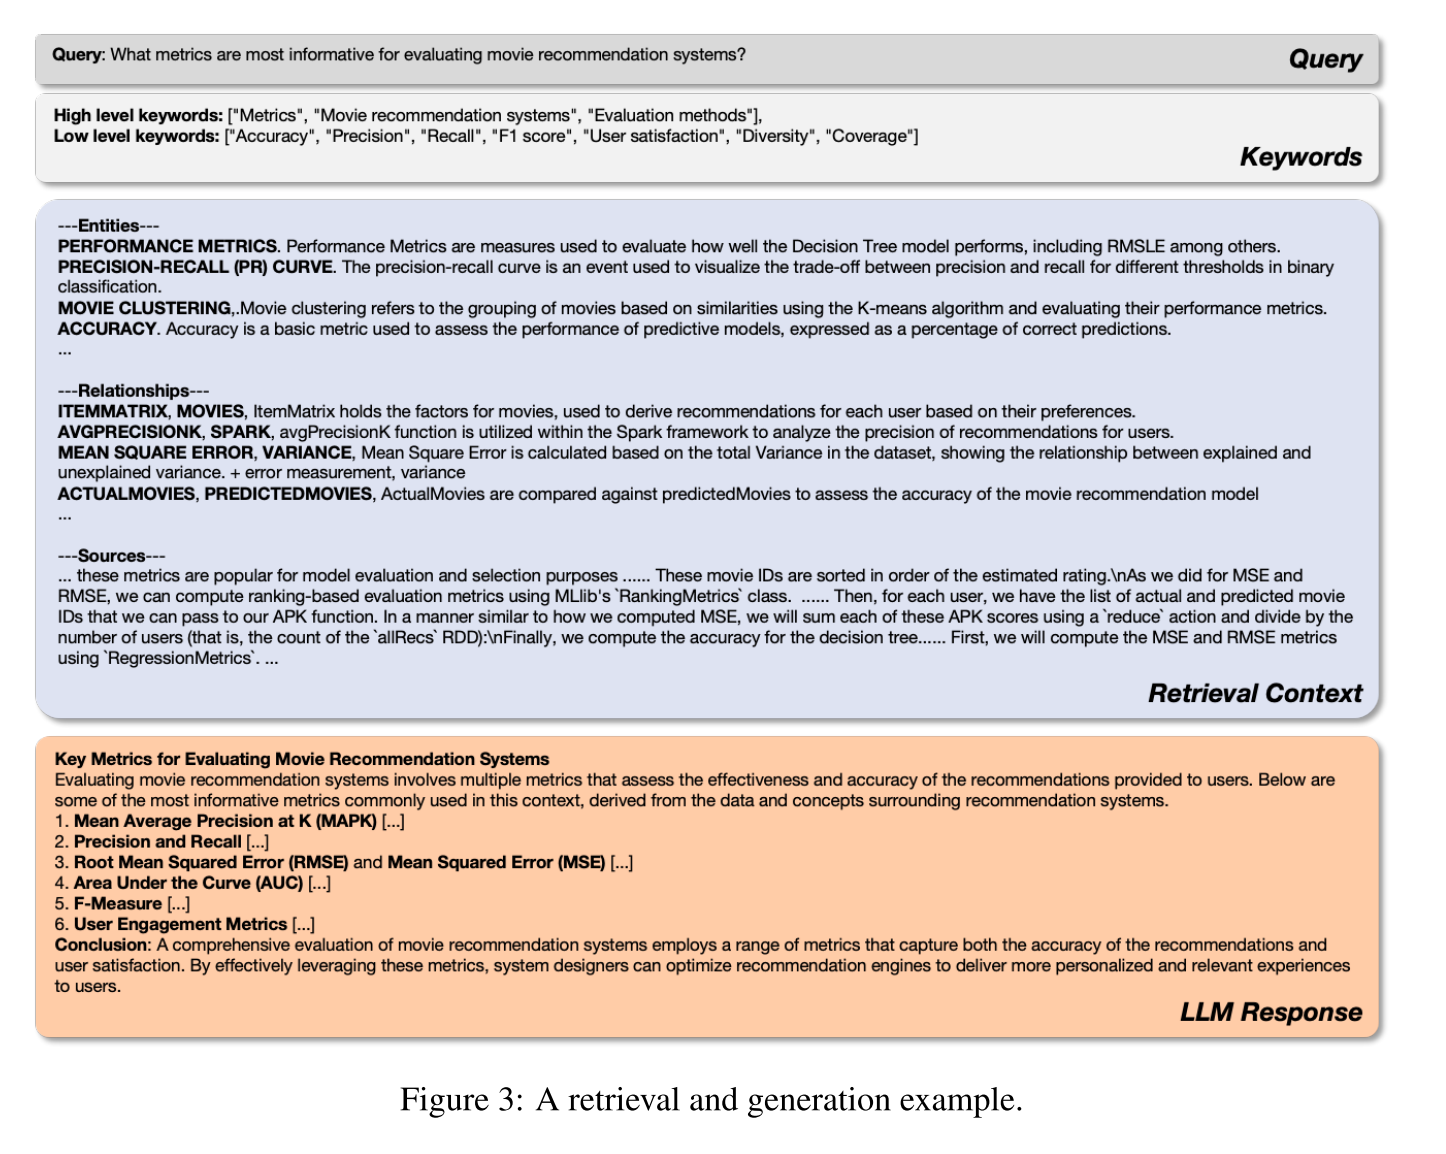 Query: What metrics are most informative for evaluating movie recommendation systems?
Query
High level keywords: ["Metrics", "Movie recommendation systems", "Evaluation methods"],
Low level keywords: ["Accuracy", "Precision", "Recall", "F1 score", "User satisfaction", "Diversity", "Coverage"]
Keywords
---Entities---
PERFORMANCE METRICS. Performance Metrics are measures used to evaluate how well the Decision Tree model performs, including RMSLE among others.
PRECISION-RECALL (PR) CURVE. The precision-recall curve is an event used to visualize the trade-off between precision and recall for different thresholds in binary
classification.
MOVIE CLUSTERING,.Movie clustering refers to the grouping of movies based on similarities using the K-means algorithm and evaluating their performance metrics.
ACCURACY. Accuracy is a basic metric used to assess the performance of predictive models, expressed as a percentage of correct predictions.
...
---Relationships---
ITEMMATRIX, MOVIES, ItemMatrix holds the factors for movies, used to derive recommendations for each user based on their preferences.
AVGPRECISIONK, SPARK, avgPrecisionK function is utilized within the Spark framework to analyze the precision of recommendations for users.
MEAN SQUARE ERROR, VARIANCE, Mean Square Error is calculated based on the total Variance in the dataset, showing the relationship between explained and
unexplained variance. + error measurement, variance
ACTUALMOVIES, PREDICTEDMOVIES, ActualMovies are compared against predictedMovies to assess the accuracy of the movie recommendation model
...
---Sources---
... these metrics are popular for model evaluation and selection purposes ...... These movie IDs are sorted in order of the estimated rating.\nAs we did for MSE and
RMSE, we can compute ranking-based evaluation metrics using MLlib's `RankingMetrics` class. ...... Then, for each user, we have the list of actual and predicted movie
IDs that we can pass to our APK function. In a manner similar to how we computed MSE, we will sum each of these APK scores using a `reduce` action and divide by the
number of users (that is, the count of the `allRecs` RDD):\nFinally, we compute the accuracy for the decision tree...... First, we will compute the MSE and RMSE metrics
using `RegressionMetrics`. ...
Retrieval Context
Key Metrics for Evaluating Movie Recommendation Systems
Evaluating movie recommendation systems involves multiple metrics that assess the effectiveness and accuracy of the recommendations provided to users. Below are
some of the most informative metrics commonly used in this context, derived from the data and concepts surrounding recommendation systems.
1. Mean Average Precision at K (MAPK) [...]
2. Precision and Recall [...]
3. Root Mean Squared Error (RMSE) and Mean Squared Error (MSE) [...]
4. Area Under the Curve (AUC) [...]
5. F-Measure [...]
6. User Engagement Metrics [...]
Conclusion: A comprehensive evaluation of movie recommendation systems employs a range of metrics that capture both the accuracy of the recommendations and
user satisfaction. By effectively leveraging these metrics, system designers can optimize recommendation engines to deliver more personalized and relevant experiences
to users.
LLM Response
Figure 3: A retrieval and generation example.